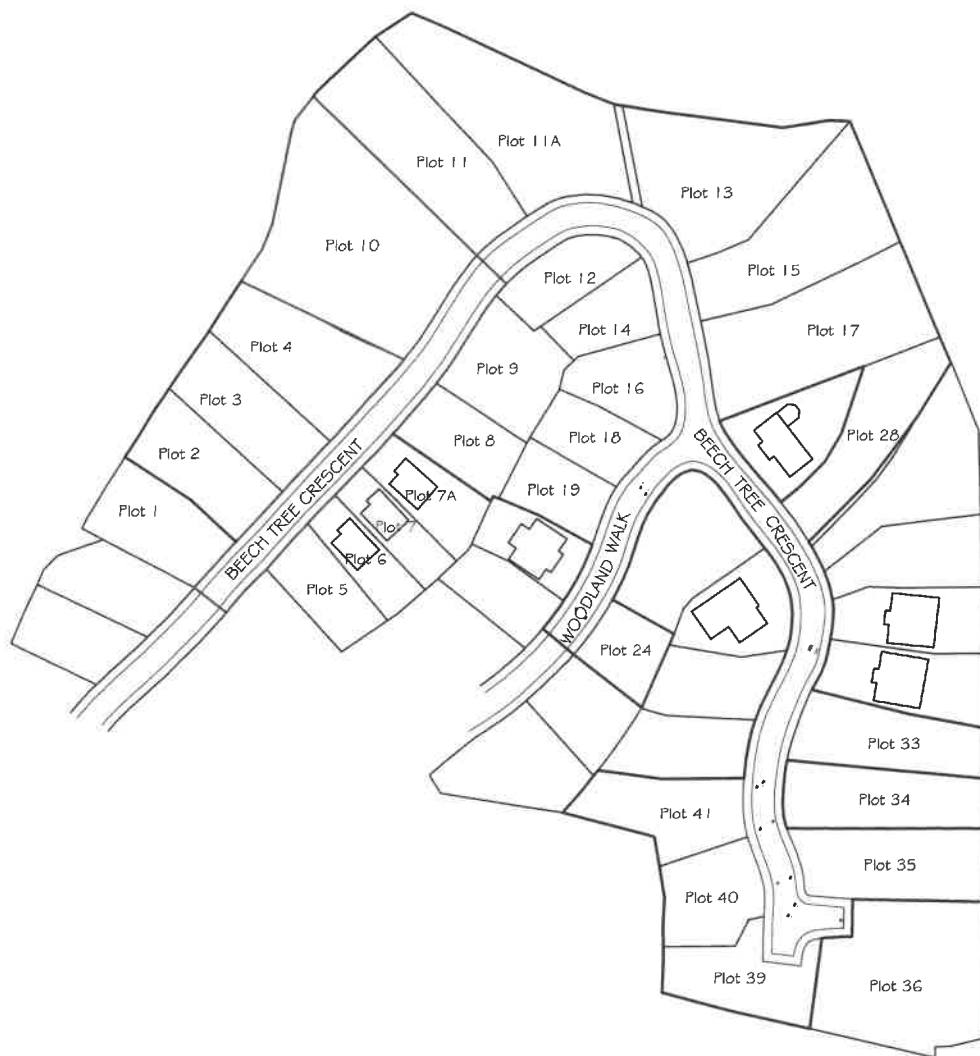 Plot 11A
Plot 11
Plot 13
Plot 10
Plot 15
Plot 12
Plot 14
Plot 17
Plot 4
Plot 9
Plot 16
Plot 3
Plot 8
Plot 18
Plot 28
Plot 2
Plot 19
Plot 7A
Plot 1
Plot 7
Plot 6
Plot 5
BEECH TREE CRESCENT
BEECH TREE CRESCENT
WOODLAND WALK
Plot 24
Plot 33
Plot 34
Plot 41
Plot 35
Plot 40
Plot 39
Plot 36